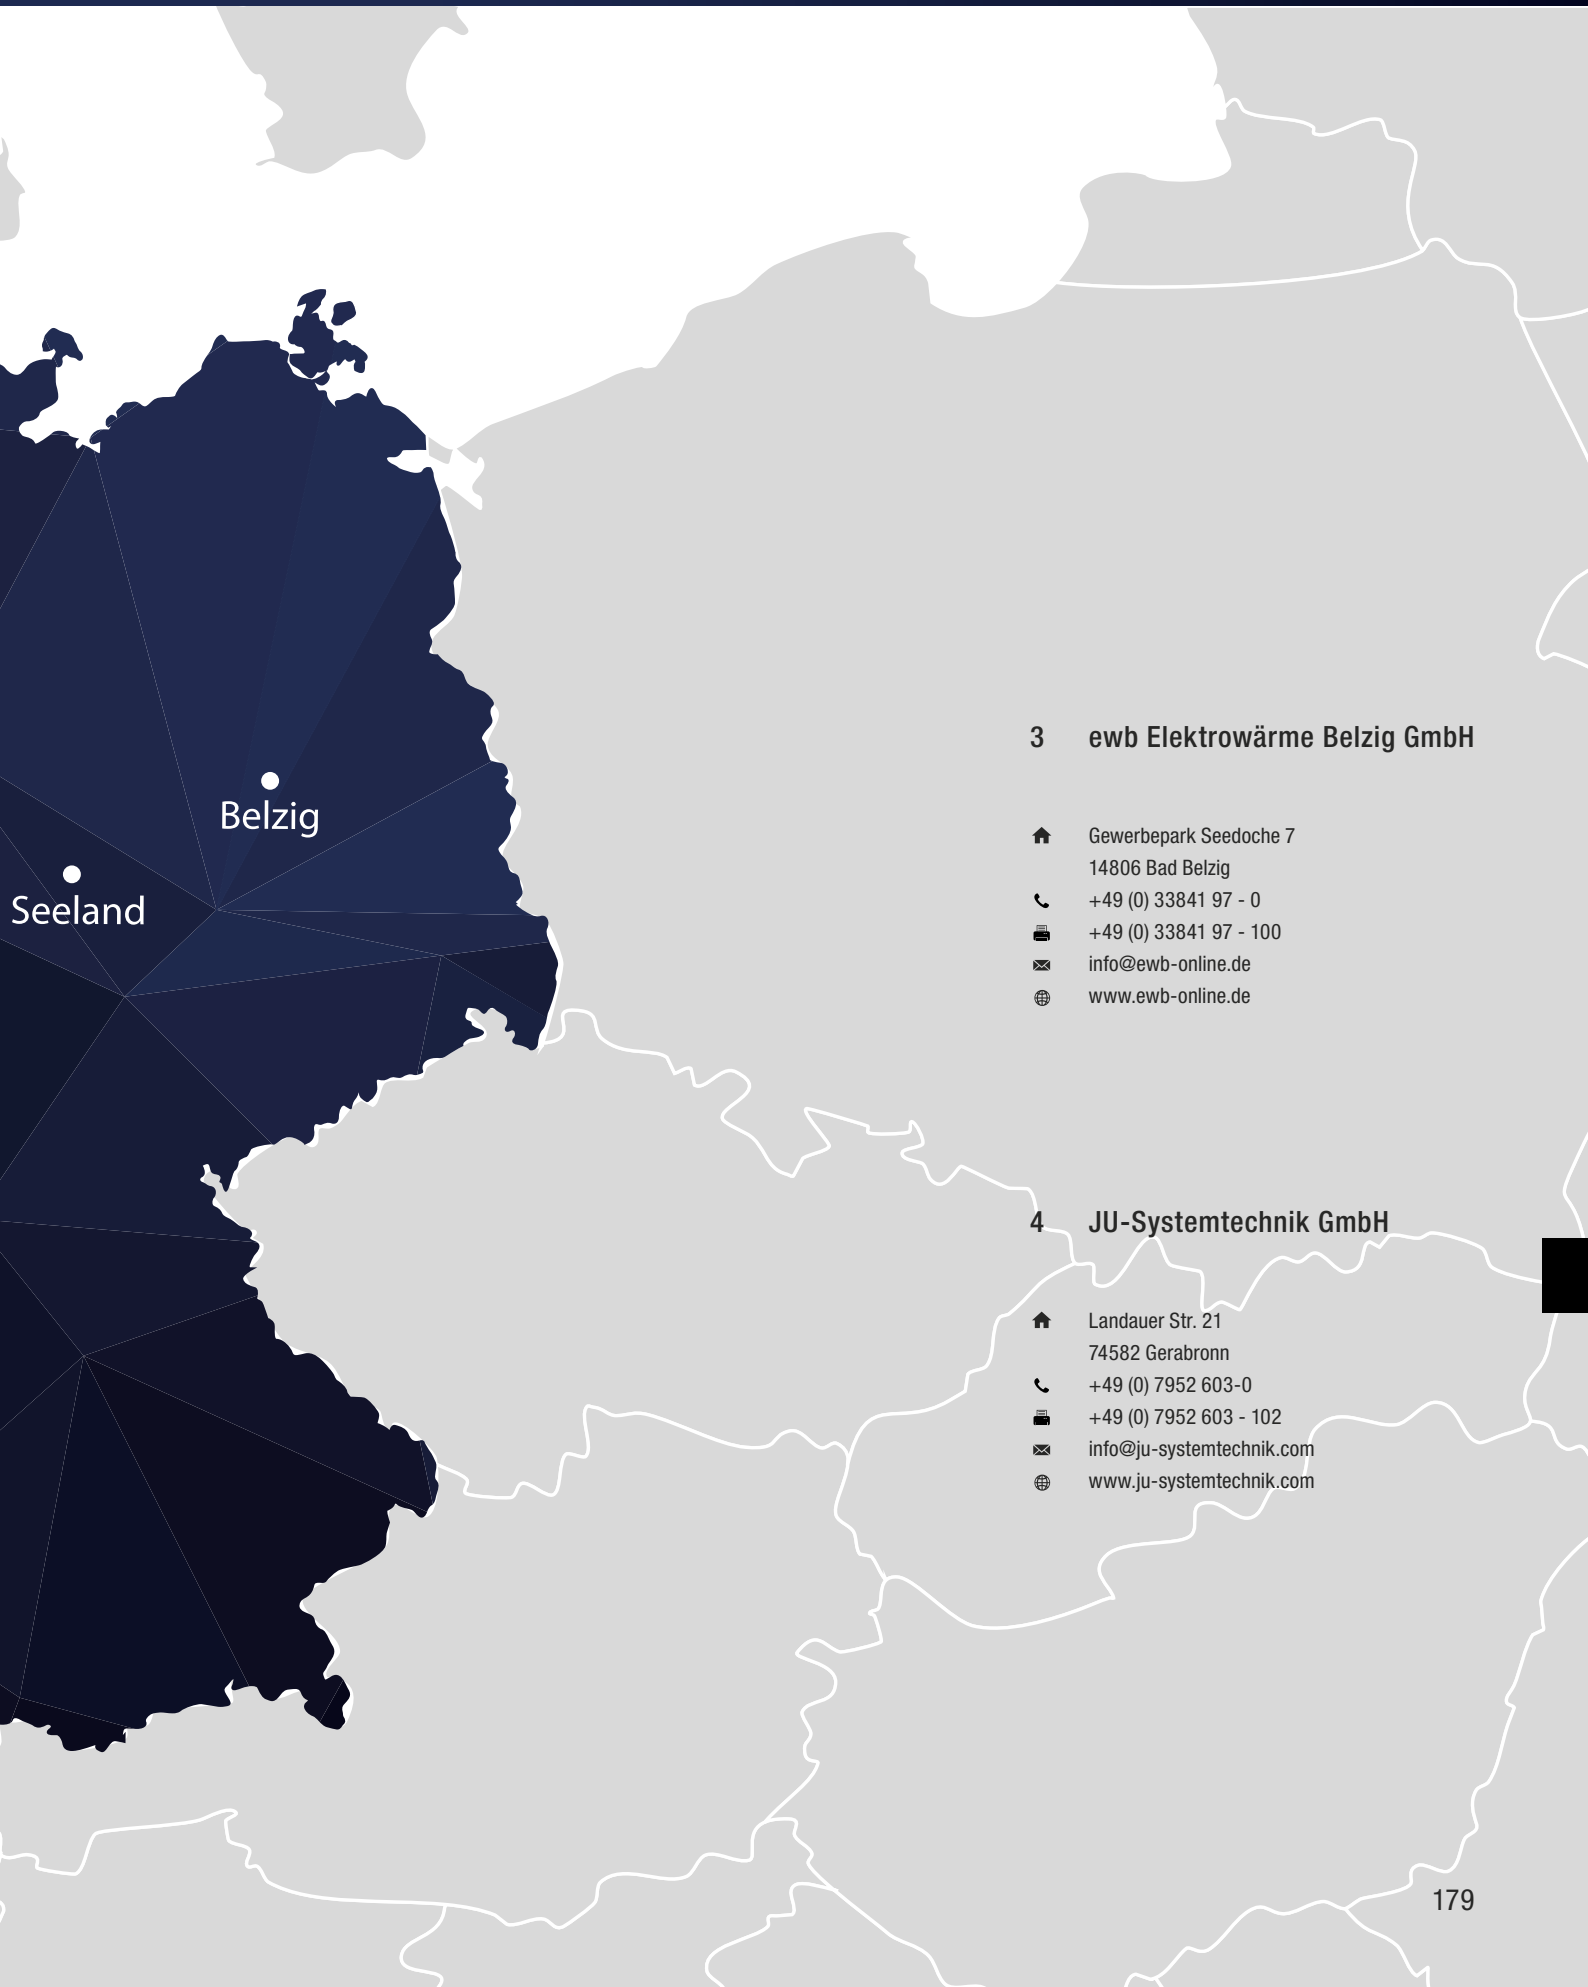 Belzig
Seeland
3 ewb Elektrowärme Belzig GmbH
Gewerbepark Seedoche 7
14806 Bad Belzig
+49 (0) 33841 97 - 0
+49 (0) 33841 97 - 100
info@ewb-online.de
www.ewb-online.de
4 JU-Systemtechnik GmbH
Landauer Str. 21
74582 Gerabronn
+49 (0) 7952 603-0
+49 (0) 7952 603 - 102
info@ju-systemtechnik.com
www.ju-systemtechnik.com
179